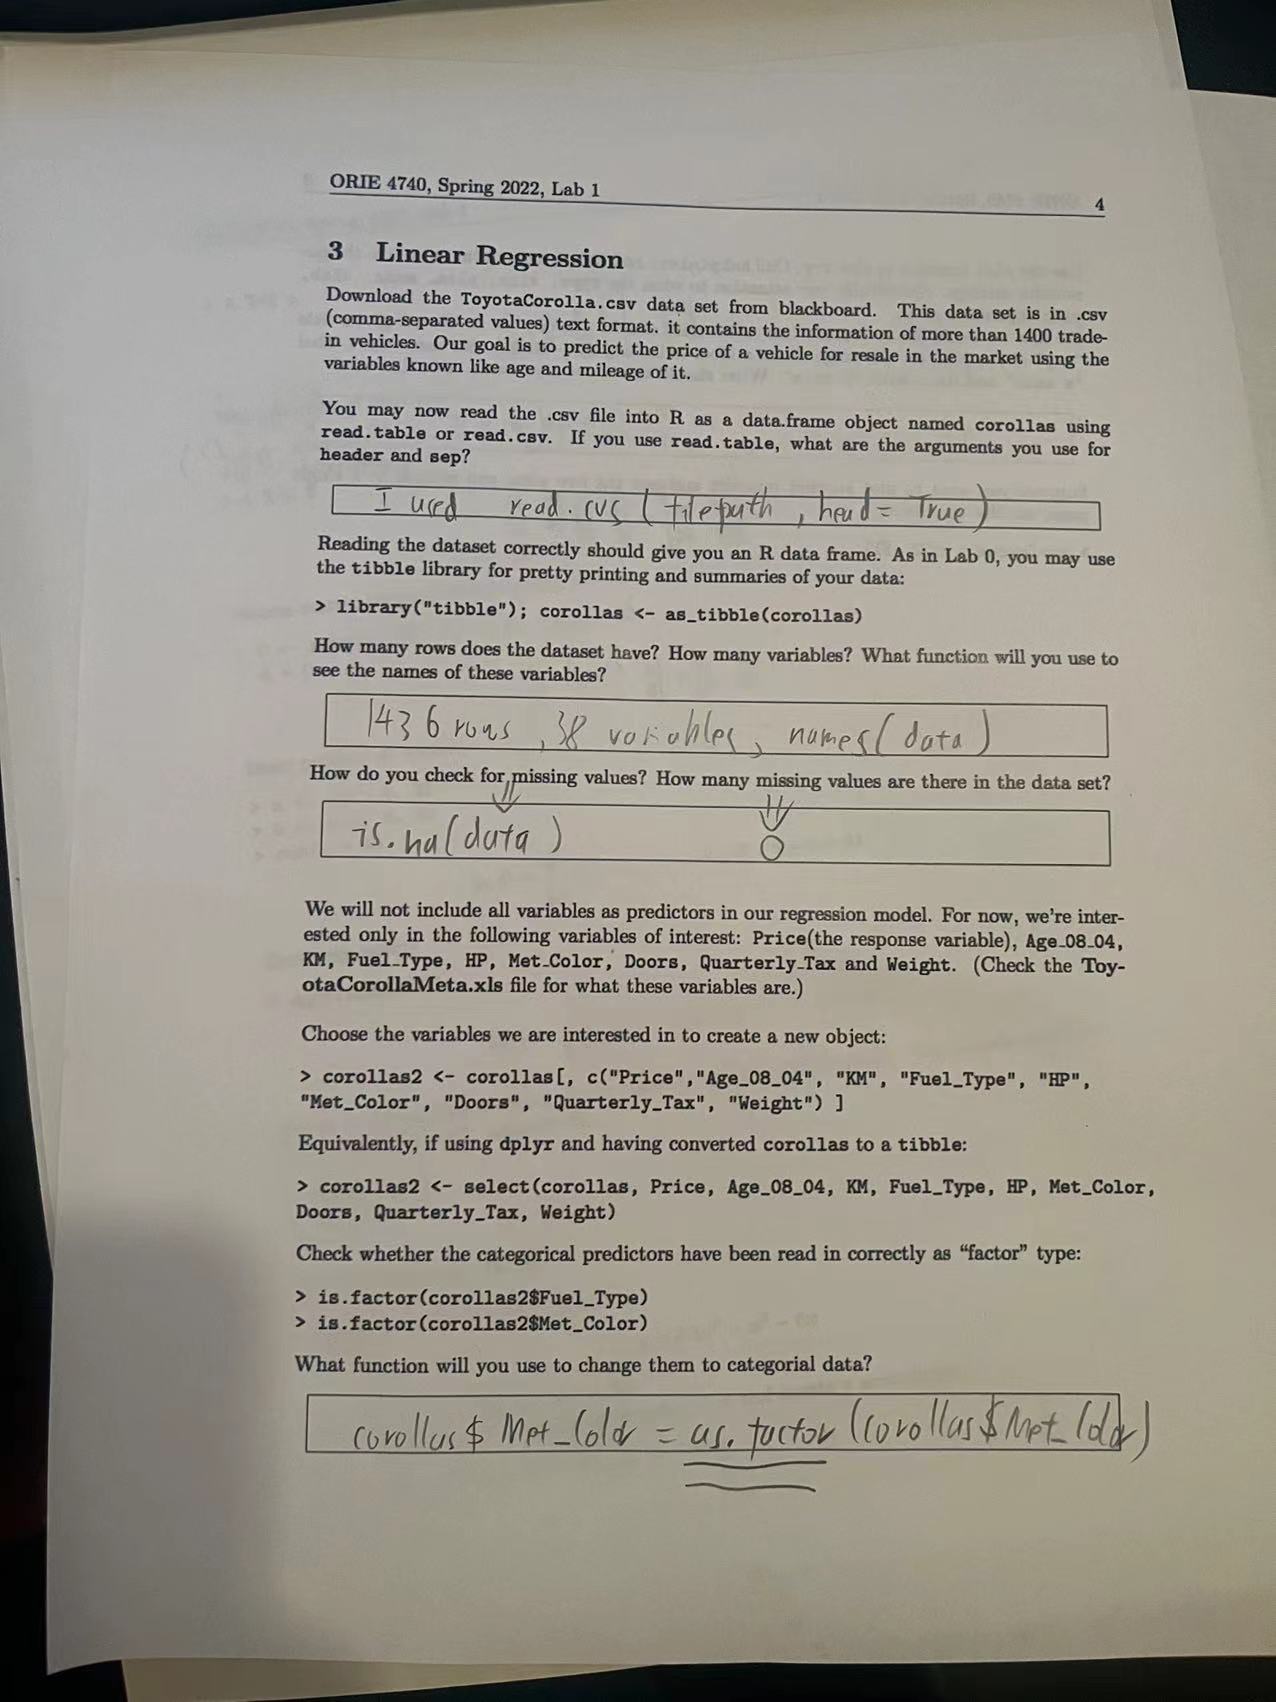 ORIE 4740, Spring 2022, Lab 1
4
3 Linear Regression
Download the ToyotaCorolla.csv data set from blackboard. This data set is in .csv
(comma-separated values) text format. it contains the information of more than 1400 trade-
in vehicles. Our goal is to predict the price of a vehicle for resale in the market using the
variables known like age and mileage of it.
You may now read the .csv file into R as a data.frame object named corollas using
read.table or read.csv. If you use read.table, what are the arguments you use for
header and sep?
I used read.cvs (filepath, head = True)
Reading the dataset correctly should give you an R data frame. As in Lab 0, you may use
the tibble library for pretty printing and summaries of your data:
> library("tibble"); corollas <- as_tibble(corollas)
How many rows does the dataset have? How many variables? What function will you use to
see the names of these variables?
1436 rows, 38 variables, names(data)
How do you check for missing values? How many missing values are there in the data set?
is.na(data) 0
We will not include all variables as predictors in our regression model. For now, we're inter-
ested only in the following variables of interest: Price(the response variable), Age_08_04,
KM, Fuel_Type, HP, Met_Color, Doors, Quarterly_Tax and Weight. (Check the Toy-
otaCorollaMeta.xls file for what these variables are.)
Choose the variables we are interested in to create a new object:
> corollas2 <- corollas[, c("Price","Age_08_04", "KM", "Fuel_Type", "HP",
"Met_Color", "Doors", "Quarterly_Tax", "Weight") ]
Equivalently, if using dplyr and having converted corollas to a tibble:
> corollas2 <- select(corollas, Price, Age_08_04, KM, Fuel_Type, HP, Met_Color,
Doors, Quarterly_Tax, Weight)
Check whether the categorical predictors have been read in correctly as “factor” type:
> is.factor(corollas2$Fuel_Type)
> is.factor(corollas2$Met_Color)
What function will you use to change them to categorial data?
corollas$Met_Color = as.factor(corollas$Met_Color)